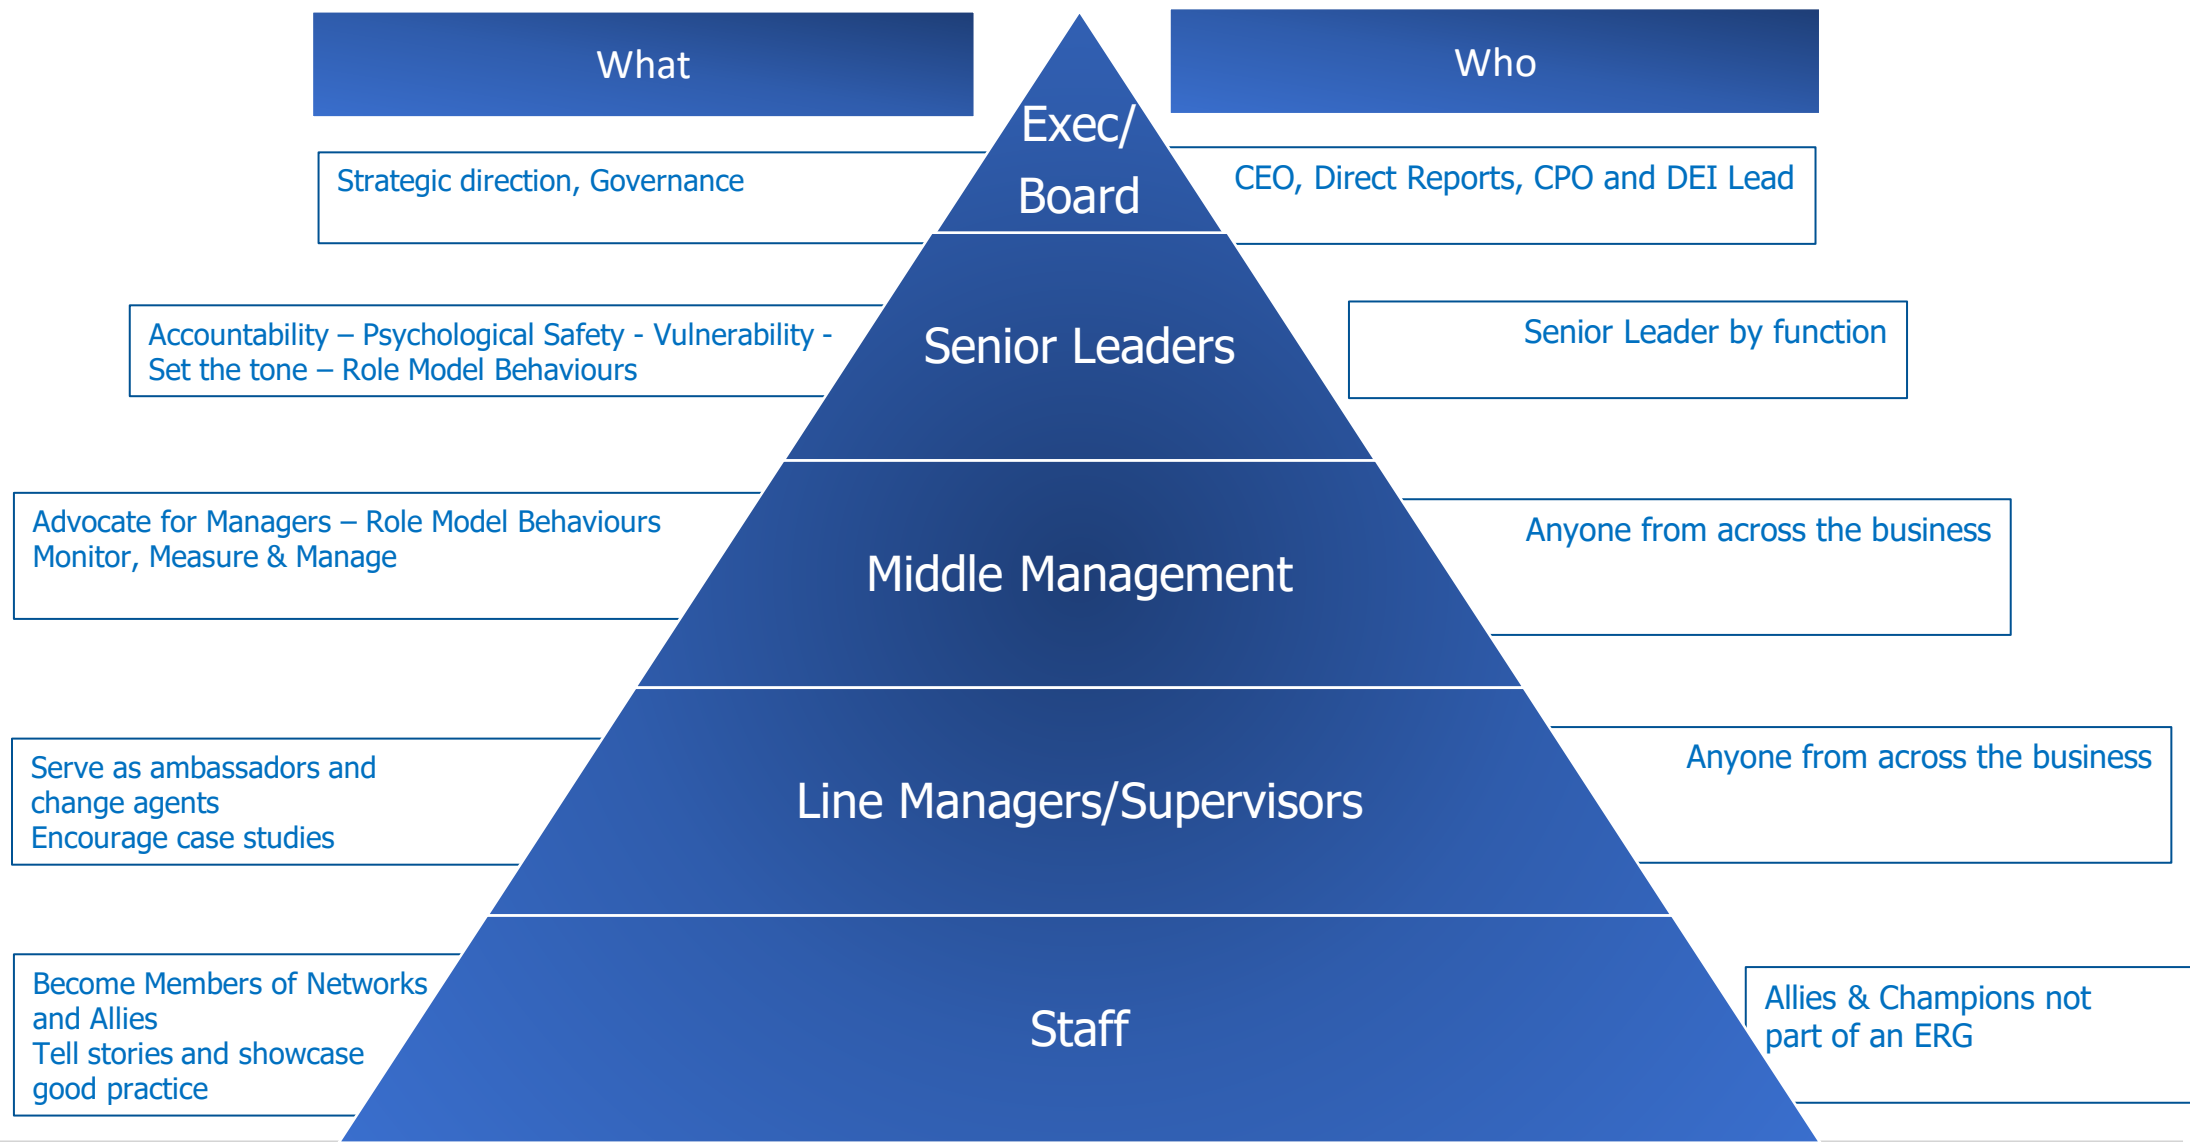 What
Who
Exec/
Board
Strategic direction, Governance
CEO, Direct Reports, CPO and DEI Lead
Accountability – Psychological Safety - Vulnerability -
Set the tone – Role Model Behaviours
Senior Leaders
Senior Leader by function
Advocate for Managers – Role Model Behaviours
Monitor, Measure & Manage
Middle Management
Anyone from across the business
Serve as ambassadors and
change agents
Encourage case studies
Line Managers/Supervisors
Anyone from across the business
Become Members of Networks
and Allies
Tell stories and showcase
good practice
Staff
Allies & Champions not
part of an ERG